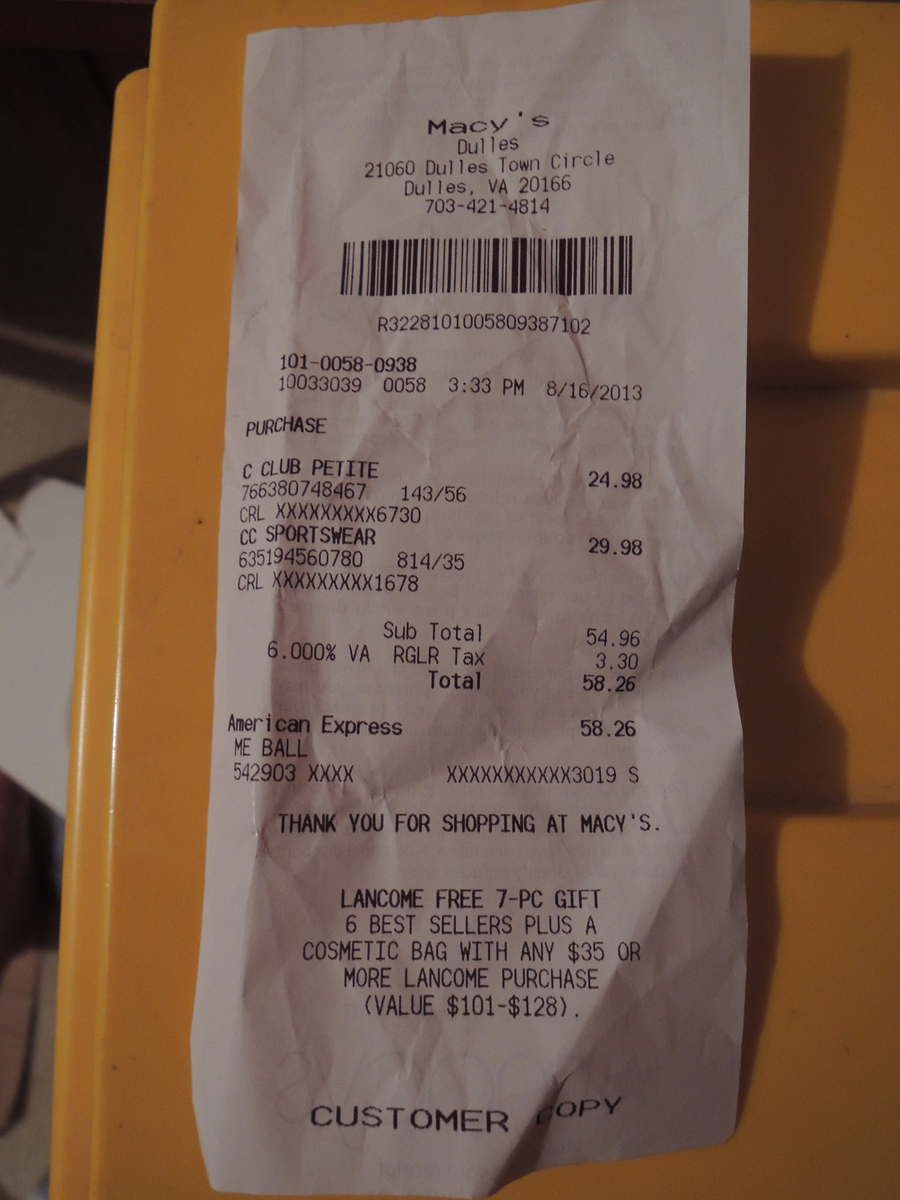 Macy's
Dulles
21060 Dulles Town Circle
Dulles, VA 20166
703-421-4814
R3228101005809387102
101-0058-0938
10033039 0058 3:33 PM 8/16/2013
PURCHASE
C CLUB PETITE 24.98
766380748467 143/56
CRL XXXXXXXXX6730
CC SPORTSWEAR 29.98
635194560780 814/35
CRL XXXXXXXXX1678
Sub Total 54.96
6.000% VA RGLR Tax 3.30
Total 58.26
American Express 58.26
ME BALL
542903 XXXX XXXXXXXXXXX3019 S
THANK YOU FOR SHOPPING AT MACY'S.
LANCOME FREE 7-PC GIFT
6 BEST SELLERS PLUS A
COSMETIC BAG WITH ANY $35 OR
MORE LANCOME PURCHASE
(VALUE $101-$128).
CUSTOMER COPY